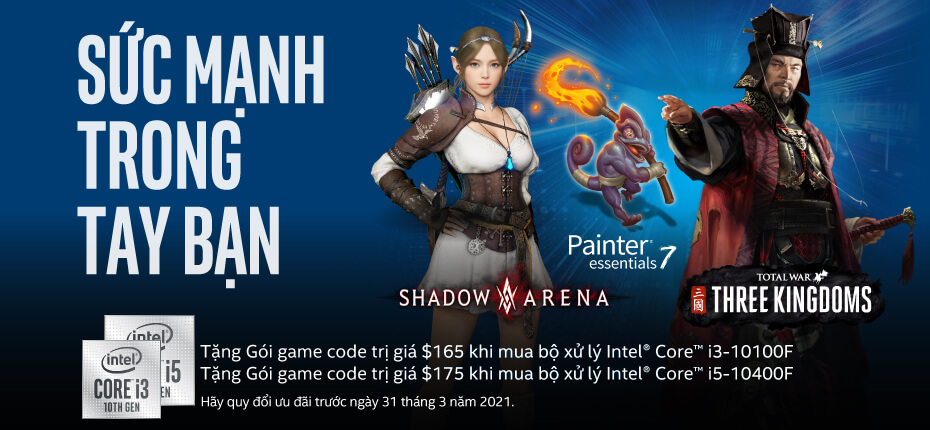 SỨC MẠNH
TRONG
TAY BẠN
Painter®
essentials 7
SHADOW ARENA
TOTAL WAR
三國 THREE KINGDOMS
intel®
i5
EN
intel®
CORE i3
10TH GEN
Tặng Gói game code trị giá $165 khi mua bộ xử lý Intel® Core™ i3-10100F
Tặng Gói game code trị giá $175 khi mua bộ xử lý Intel® Core™ i5-10400F
Hãy quy đổi ưu đãi trước ngày 31 tháng 3 năm 2021.